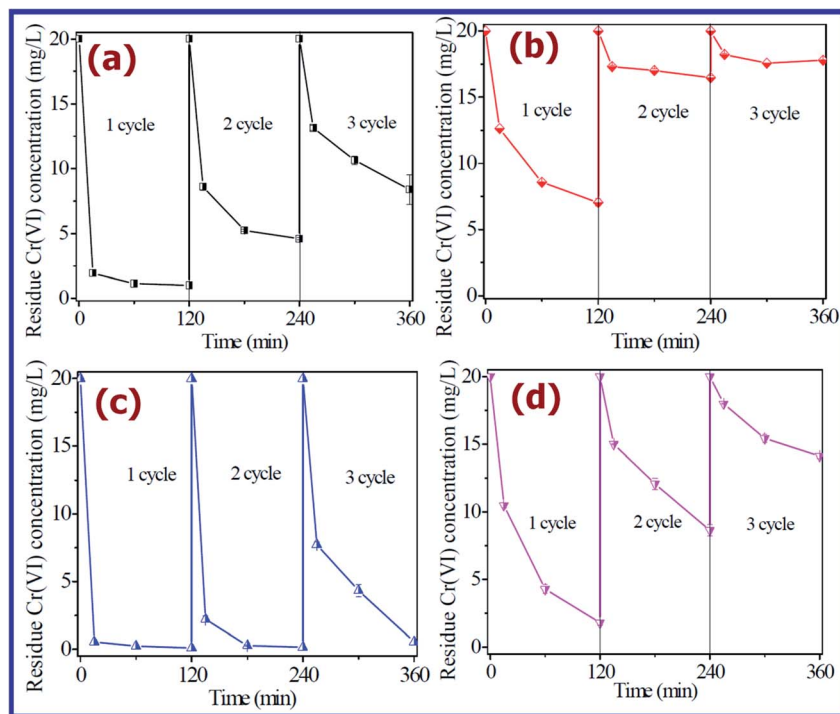 (a)
Residue Cr(VI) concentration (mg/L)
20
15
10
5
0
1 cycle
2 cycle
3 cycle
0 120 240 360
Time (min)
(b)
Residue Cr(VI) concentration (mg/L)
20
15
10
5
0
1 cycle
2 cycle
3 cycle
0 120 240 360
Time (min)
(c)
Residue Cr(VI) concentration (mg/L)
20
15
10
5
0
1 cycle
2 cycle
3 cycle
0 120 240 360
Time (min)
(d)
Residue Cr(VI) concentration (mg/L)
20
15
10
5
0
1 cycle
2 cycle
3 cycle
0 120 240 360
Time (min)